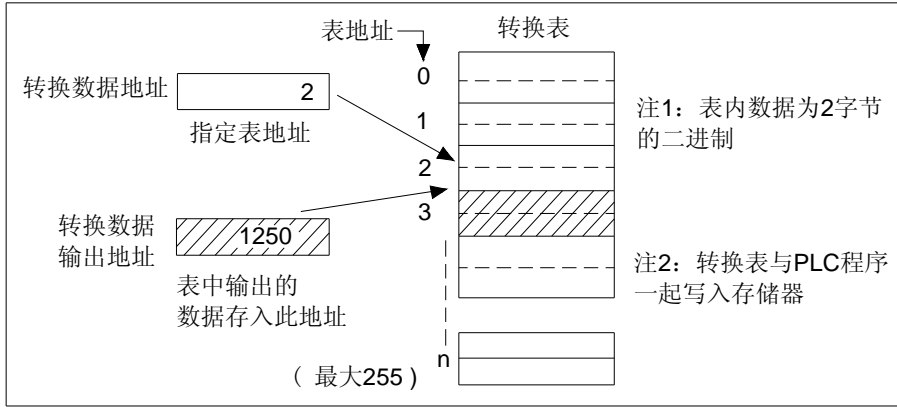 表地址
转换表
0
转换数据地址
2
指定表地址
1
注1：表内数据为2字节
的二进制
2
3
转换数据
输出地址
1250
表中输出的
数据存入此地址
注2：转换表与PLC程序
一起写入存储器
n
（ 最大255 )